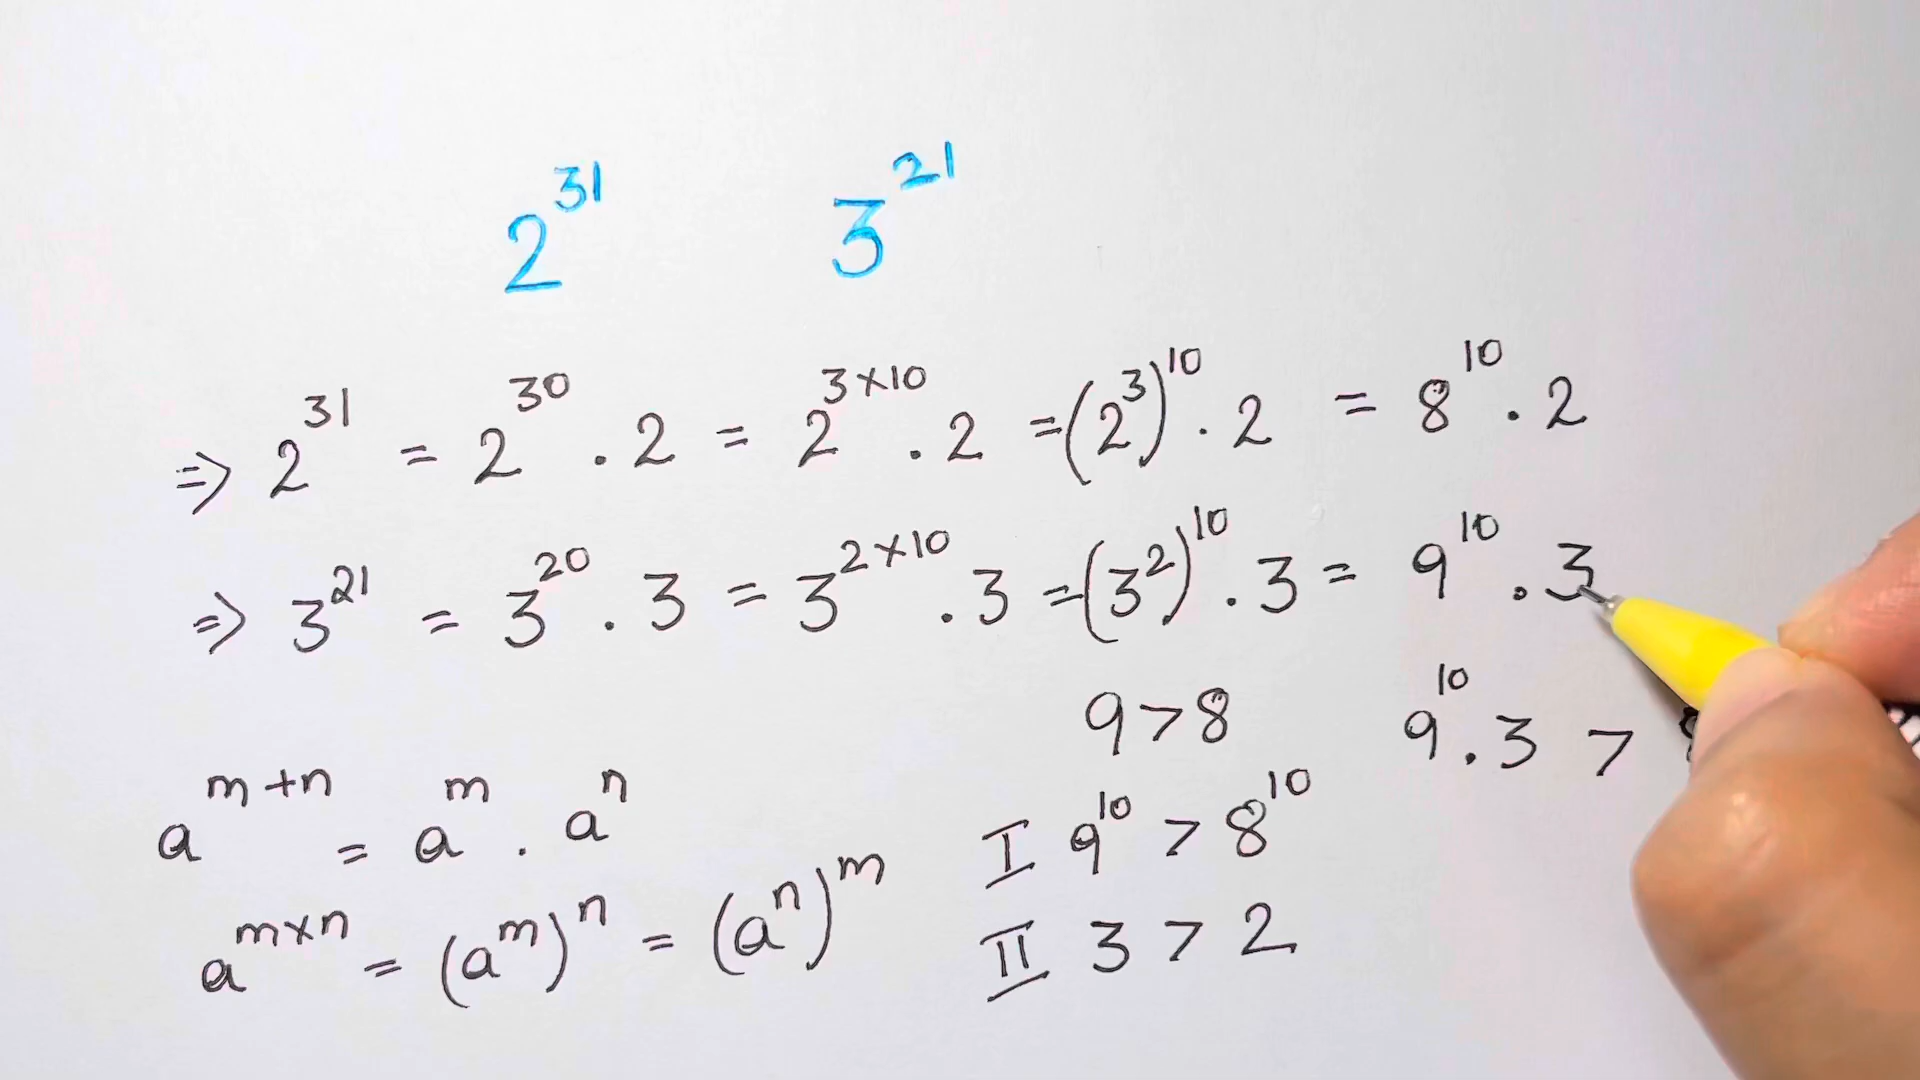 2^31 3^21
⇒ 2^31 = 2^30 . 2 = 2^3×10 . 2 = (2^3)^10 . 2 = 8^10 . 2
⇒ 3^21 = 3^20 . 3 = 3^2×10 . 3 = (3^2)^10 . 3 = 9^10 . 3
9 > 8
9^10 . 3 >
a^m+n = a^m . a^n
I 9^10 > 8^10
a^m×n = (a^m)^n = (a^n)^m
II 3 > 2